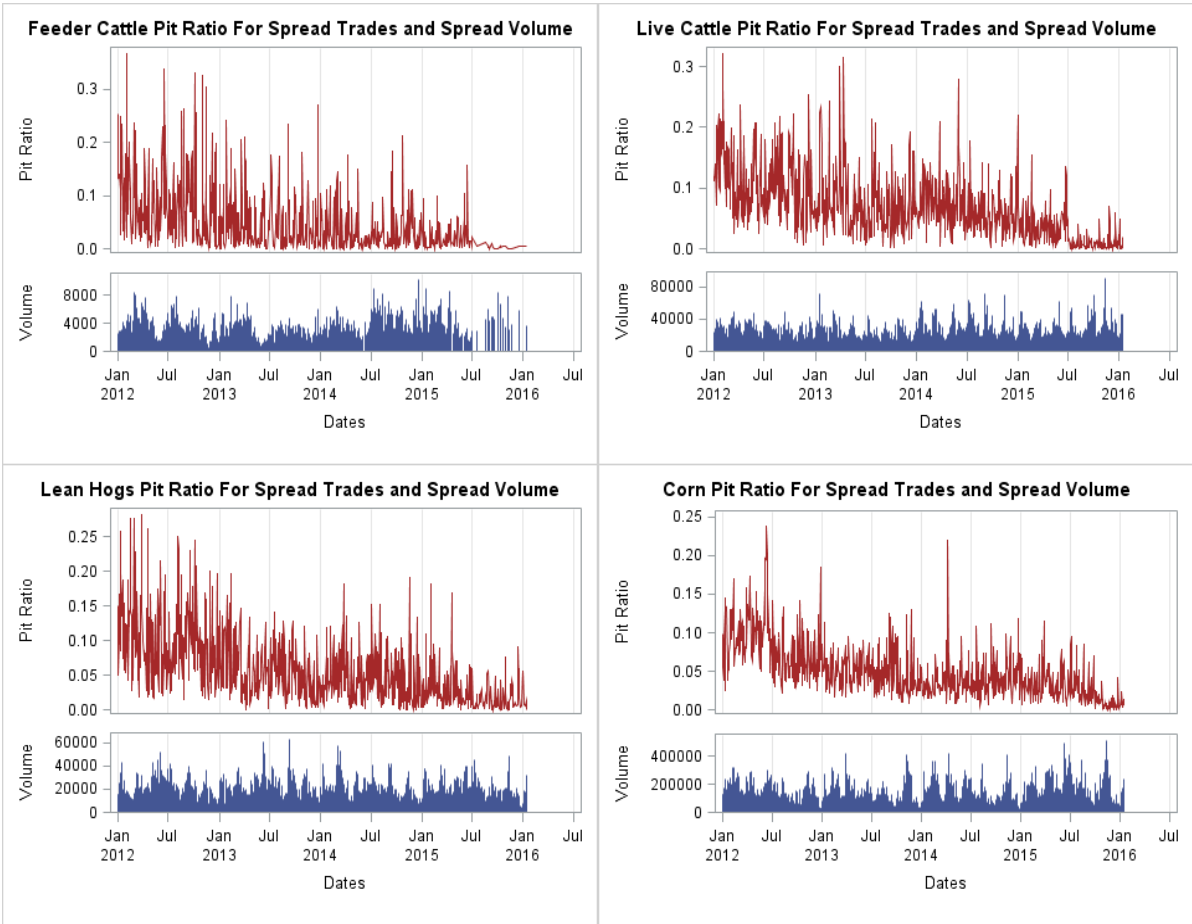 Feeder Cattle Pit Ratio For Spread Trades and Spread Volume
Pit Ratio
0.3
0.2
0.1
0.0
Volume
8000
4000
0
Jan Jul Jan Jul Jan Jul Jan Jul Jan Jul
2012 2013 2014 2015 2016
Dates
Live Cattle Pit Ratio For Spread Trades and Spread Volume
Pit Ratio
0.3
0.2
0.1
0.0
Volume
80000
40000
0
Jan Jul Jan Jul Jan Jul Jan Jul Jan Jul
2012 2013 2014 2015 2016
Dates
Lean Hogs Pit Ratio For Spread Trades and Spread Volume
Pit Ratio
0.25
0.20
0.15
0.10
0.05
0.00
Volume
60000
40000
20000
0
Jan Jul Jan Jul Jan Jul Jan Jul Jan Jul
2012 2013 2014 2015 2016
Dates
Corn Pit Ratio For Spread Trades and Spread Volume
Pit Ratio
0.25
0.20
0.15
0.10
0.05
0.00
Volume
400000
200000
0
Jan Jul Jan Jul Jan Jul Jan Jul Jan Jul
2012 2013 2014 2015 2016
Dates